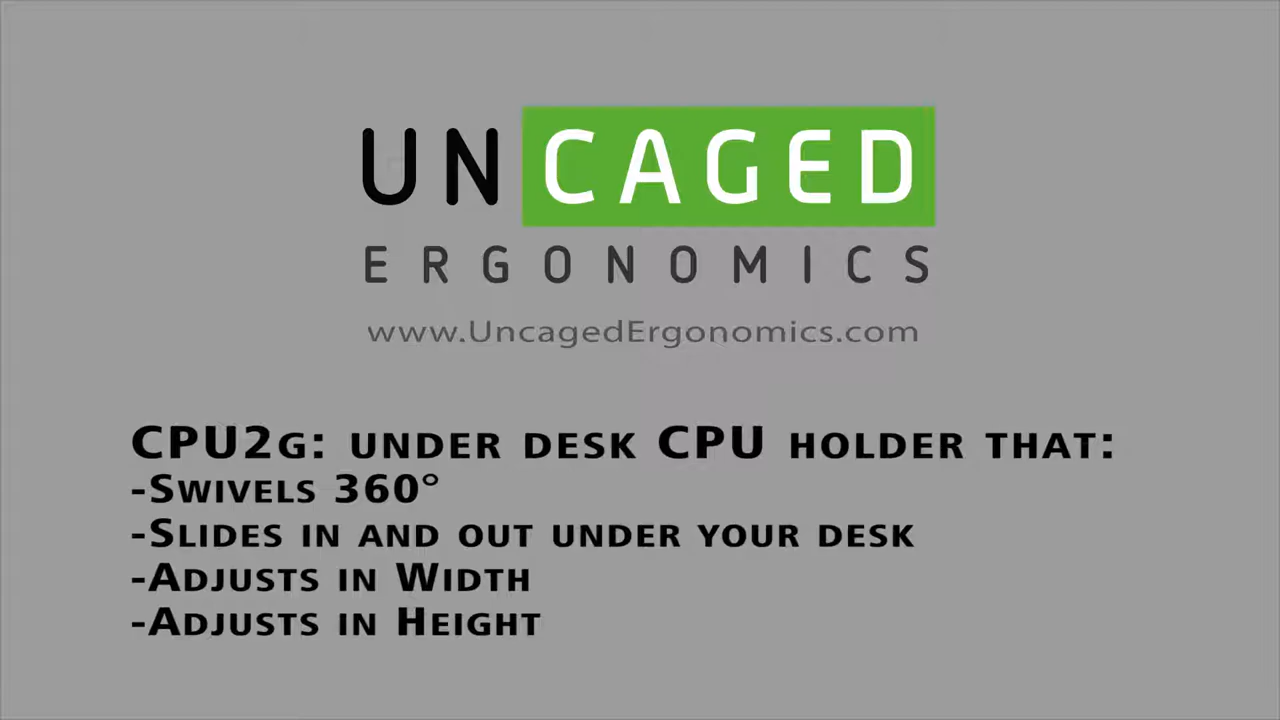 UNCAGED
ERGONOMICS
www.UncagedErgonomics.com
CPU2G: UNDER DESK CPU HOLDER THAT:
-SWIVELS 360°
-SLIDES IN AND OUT UNDER YOUR DESK
-ADJUSTS IN WIDTH
-ADJUSTS IN HEIGHT